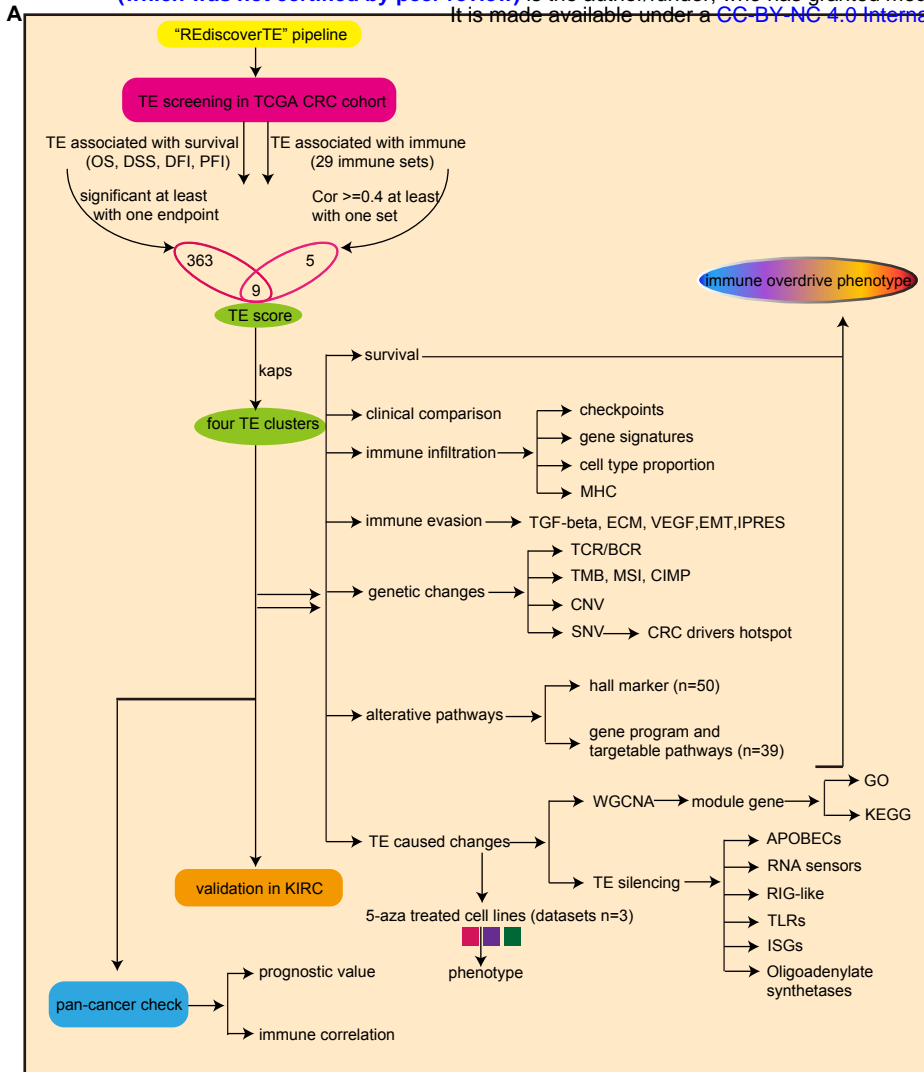 (which was not certified by peer review) is the author/funder, who has granted med
It is made available under a CC-BY-NC 4.0 Interna
A
“REdiscoverTE” pipeline
TE screening in TCGA CRC cohort
TE associated with survival
(OS, DSS, DFI, PFI)
TE associated with immune
(29 immune sets)
significant at least
with one endpoint
Cor >=0.4 at least
with one set
363
5
9
TE score
immune overdrive phenotype
kaps
four TE clusters
survival
clinical comparison
immune infiltration
checkpoints
gene signatures
cell type proportion
MHC
immune evasion
TGF-beta, ECM, VEGF,EMT,IPRES
genetic changes
TCR/BCR
TMB, MSI, CIMP
CNV
SNV
CRC drivers hotspot
alterative pathways
hall marker (n=50)
gene program and
targetable pathways (n=39)
TE caused changes
WGCNA
module gene
GO
KEGG
TE silencing
APOBECs
RNA sensors
RIG-like
TLRs
ISGs
Oligoadenylate
synthetases
5-aza treated cell lines (datasets n=3)
phenotype
validation in KIRC
pan-cancer check
prognostic value
immune correlation